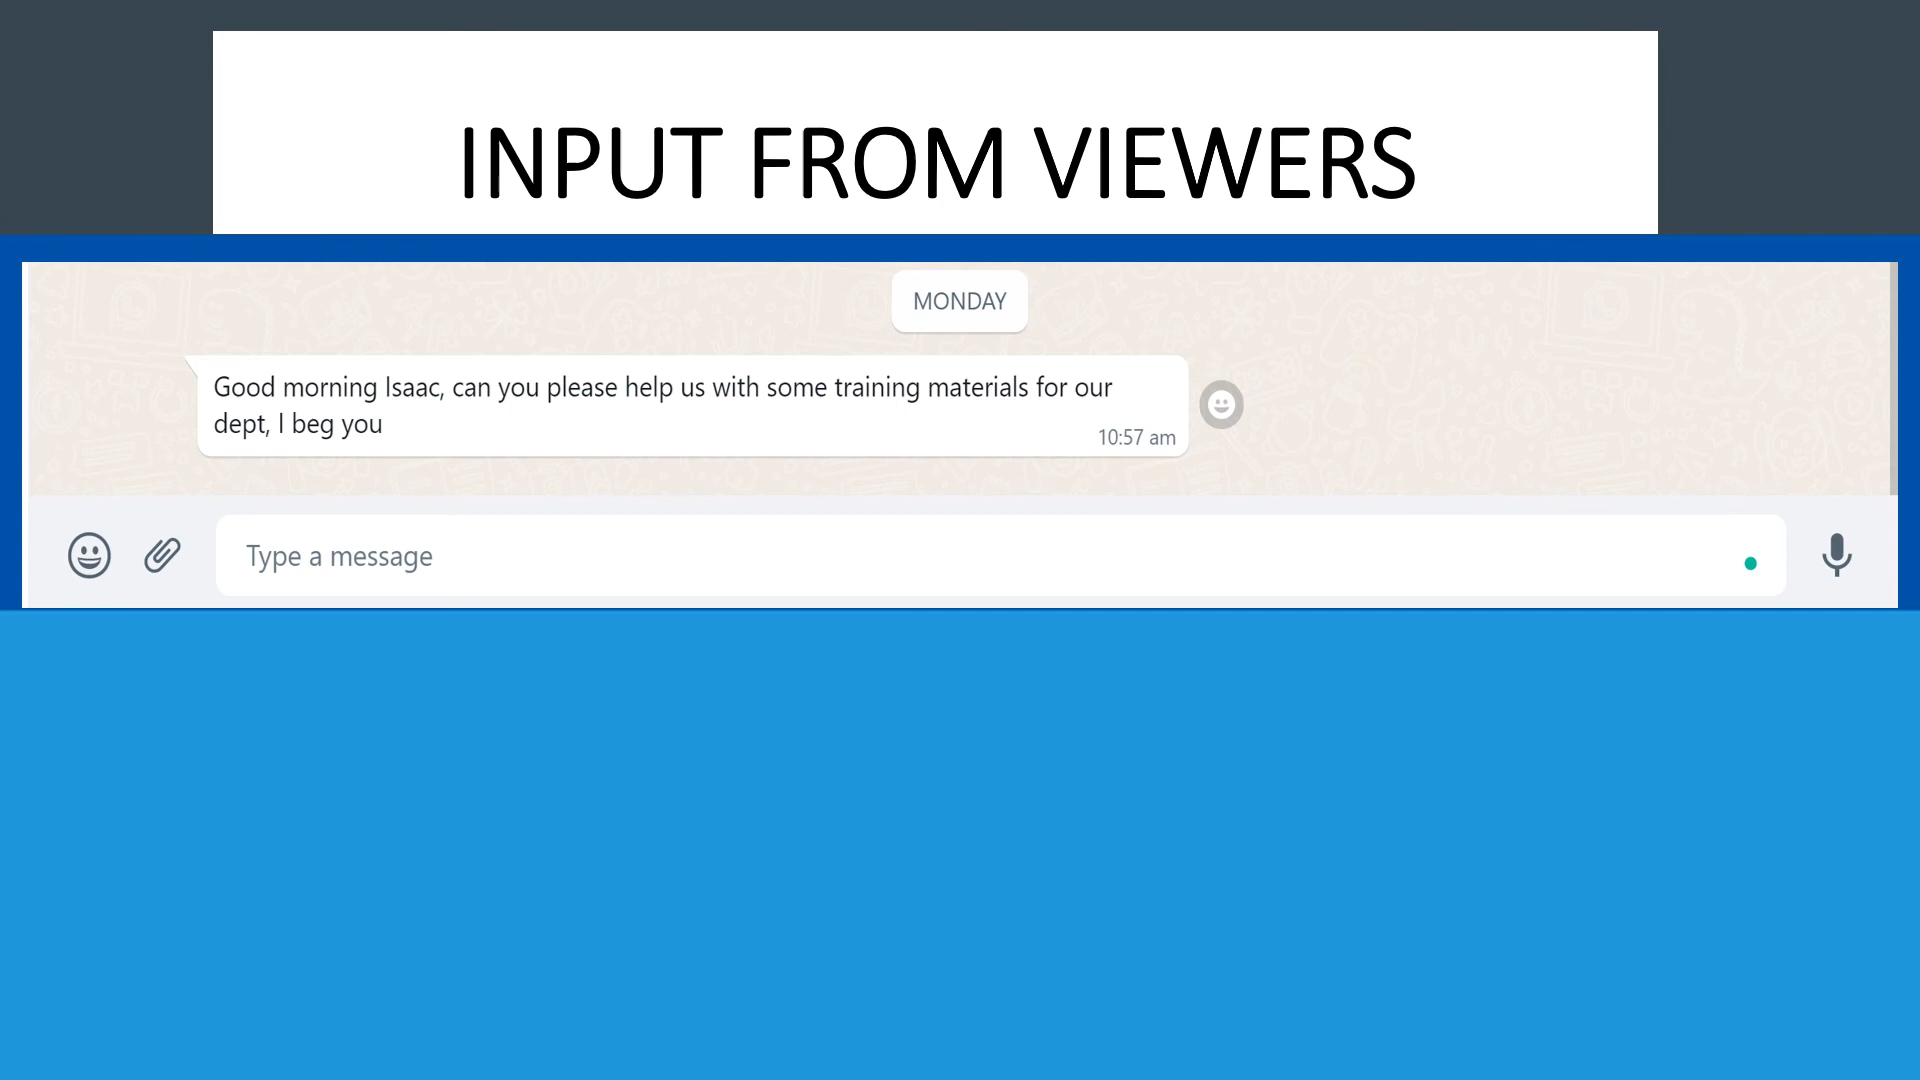 INPUT FROM VIEWERS
MONDAY
Good morning Isaac, can you please help us with some training materials for our
dept, I beg you
10:57 am
Type a message